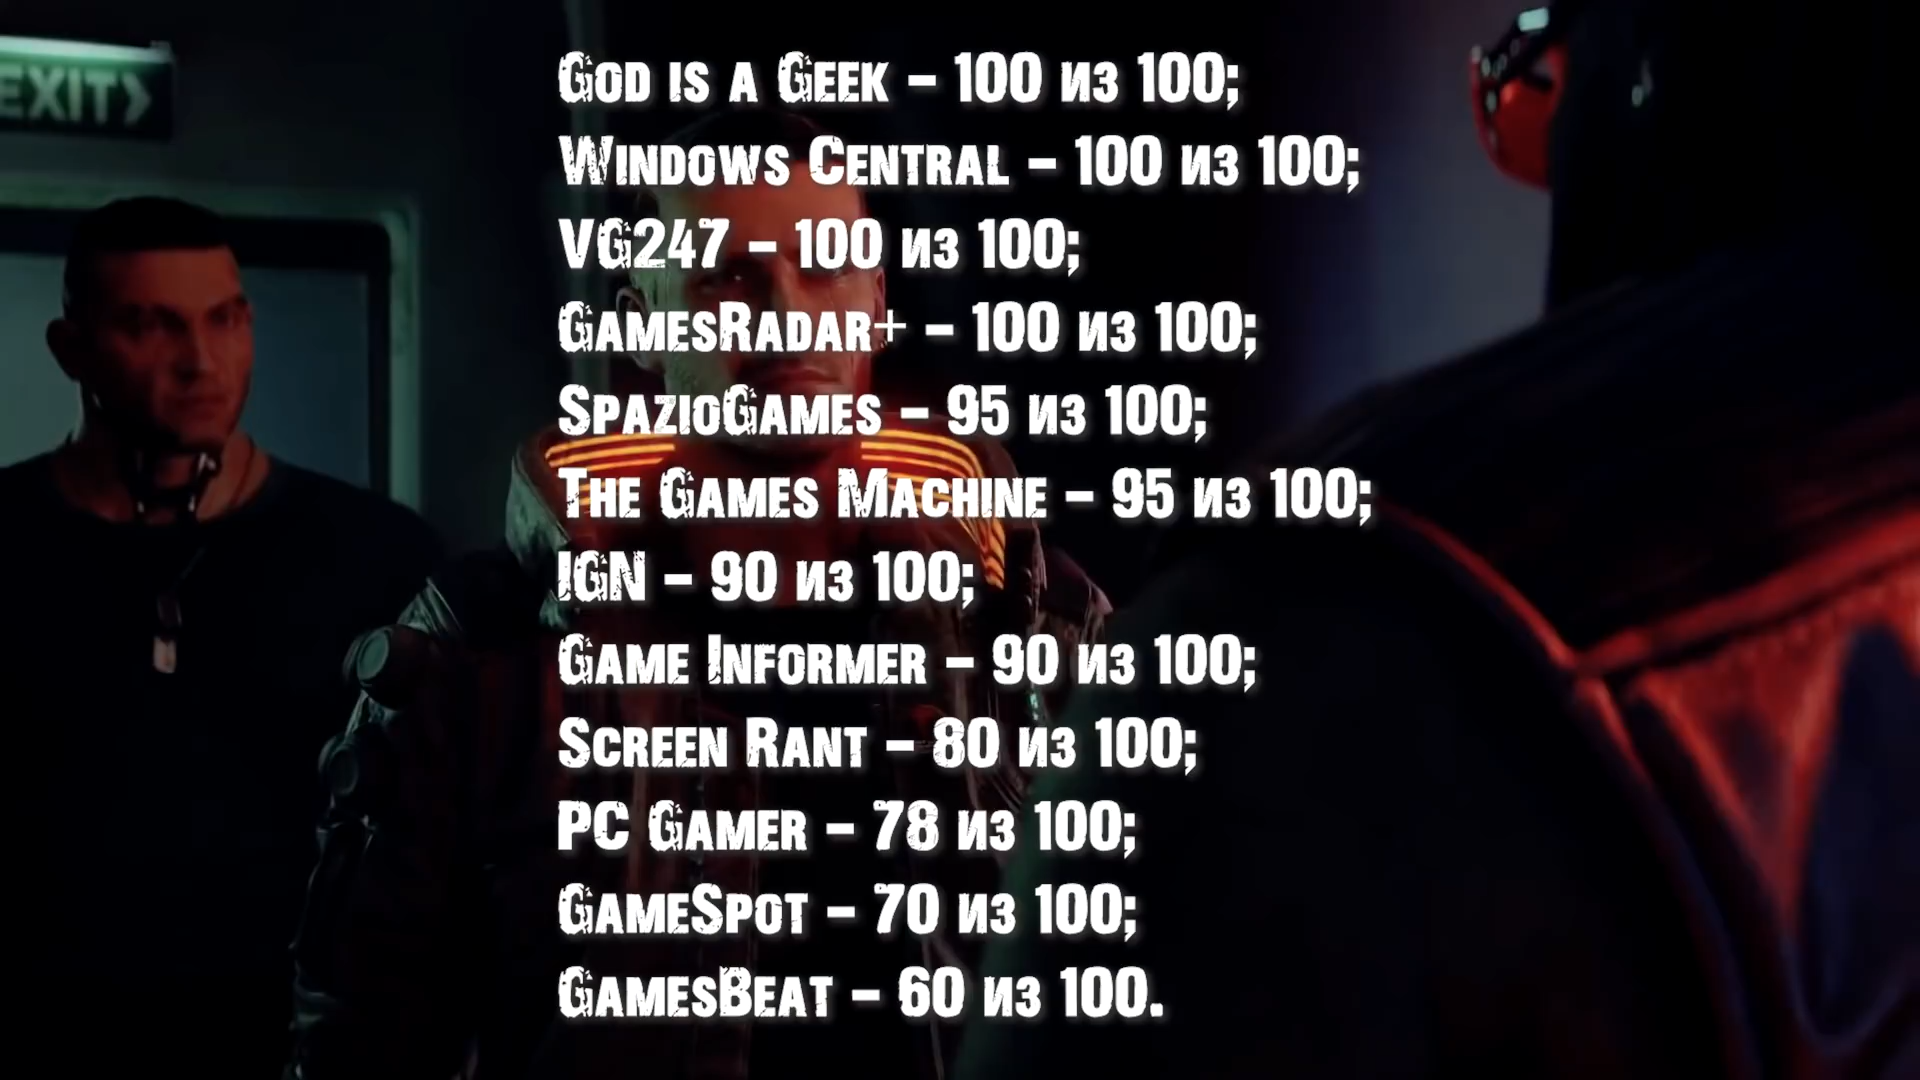 EXIT
God is a Geek – 100 из 100;
Windows Central – 100 из 100;
VG247 – 100 из 100;
GamesRadar+ – 100 из 100;
SpazioGames – 95 из 100;
The Games Machine – 95 из 100;
IGN – 90 из 100;
Game Informer – 90 из 100;
Screen Rant – 80 из 100;
PC Gamer – 78 из 100;
GameSpot – 70 из 100;
GamesBeat – 60 из 100.